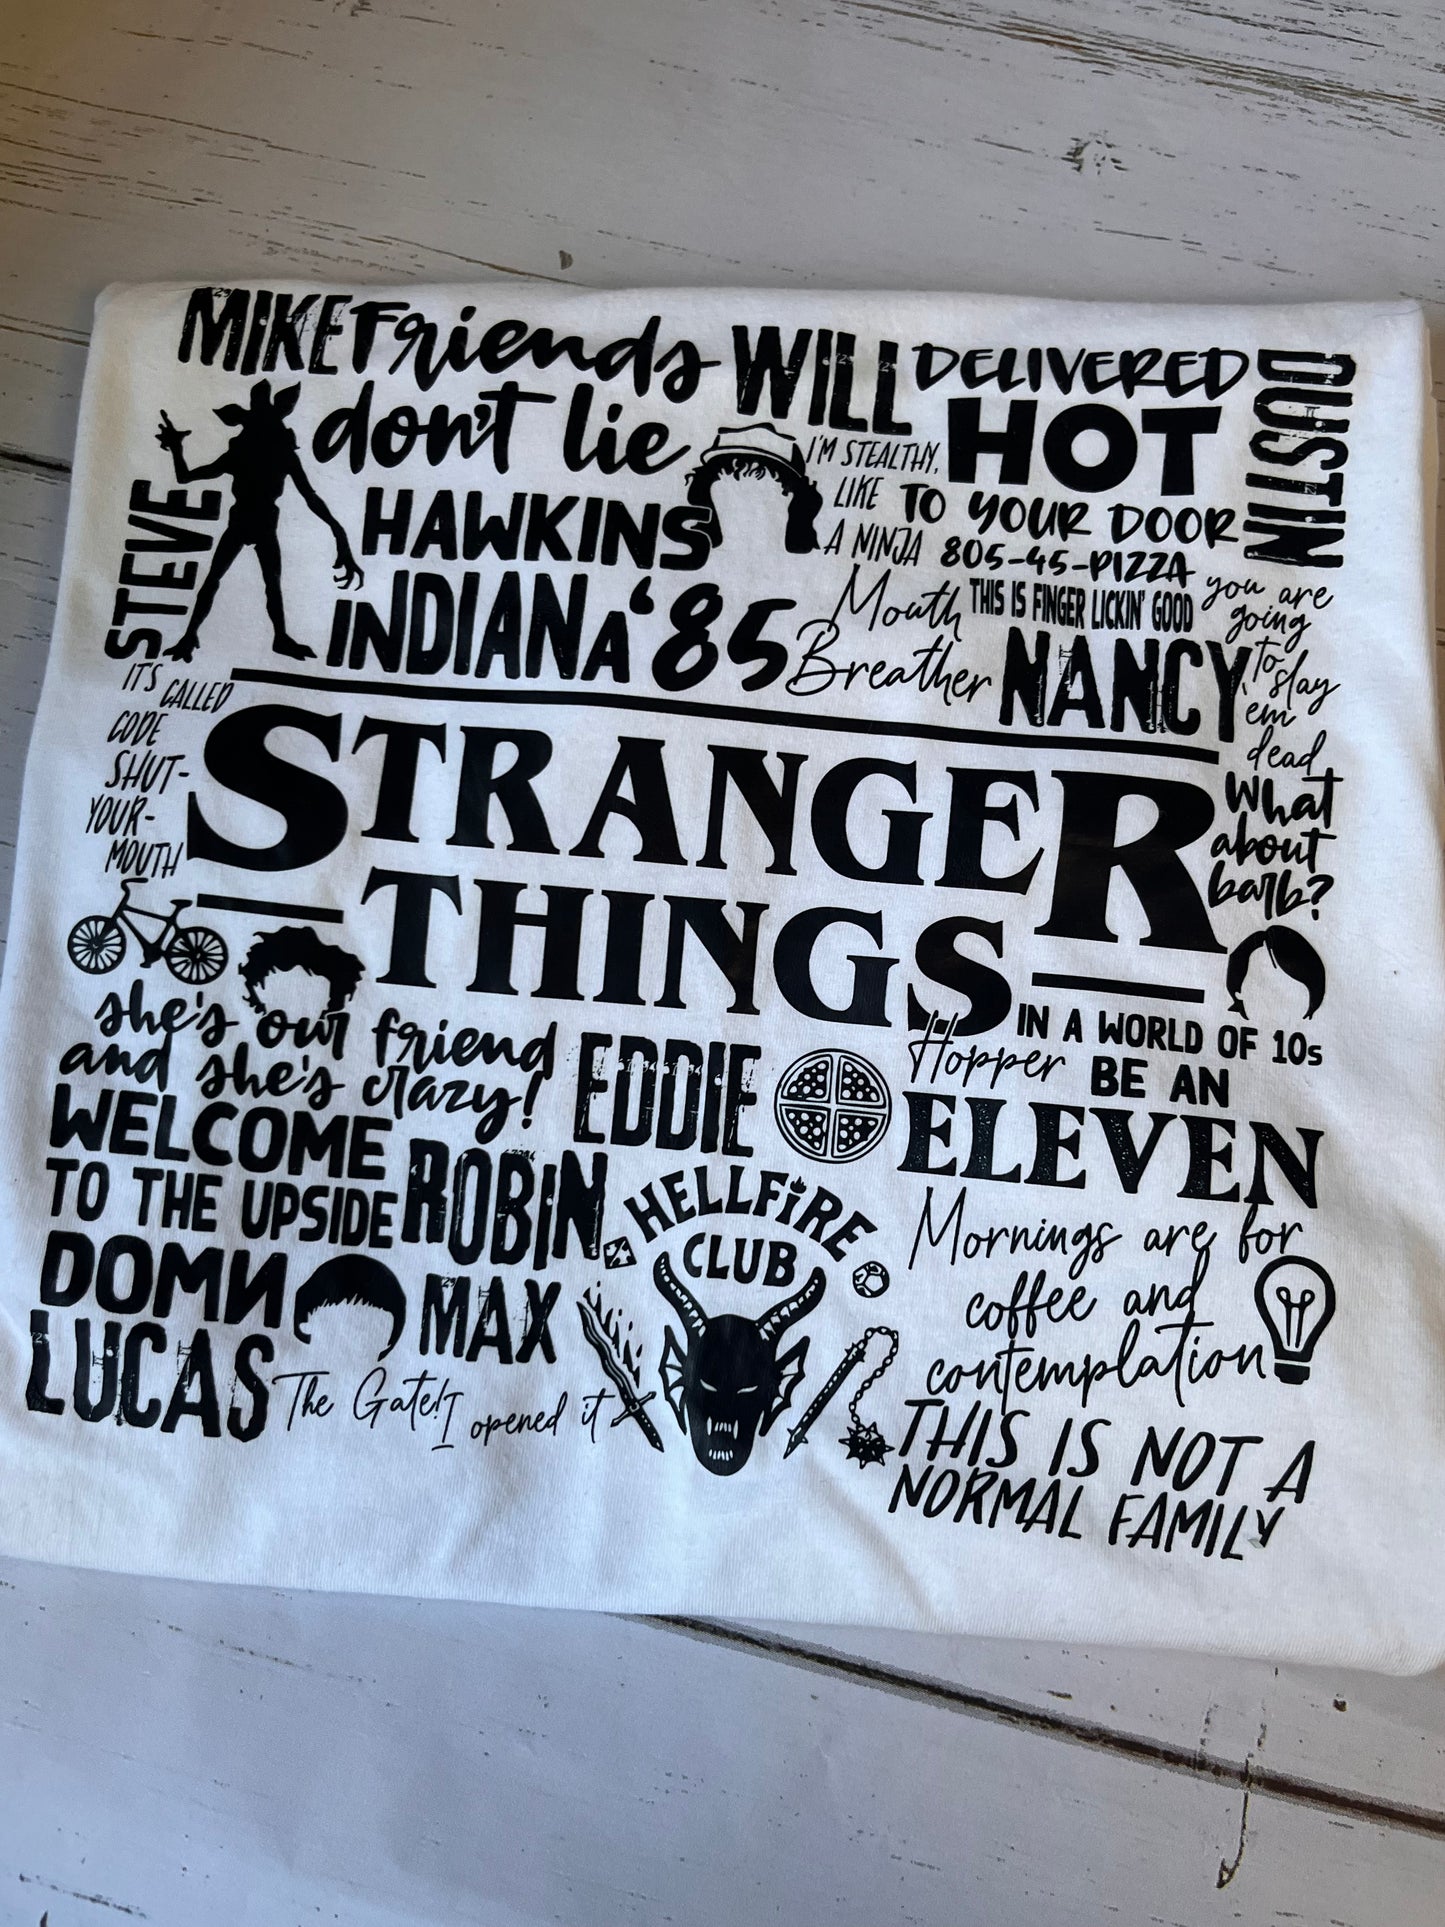 MIKE
Friends
don't lie
WILL
DELIVERED
HOT
TO YOUR DOOR
805-45-PIZZA
DUSTIN
I'M STEALTHY,
LIKE
A NINJA
STEVE
HAWKINS
INDIANA '85
Mouth
Breather
THIS IS FINGER LICKIN' GOOD
NANCY
you are
going
to slay
'em
dead
IT'S CALLED
CODE
SHUT-
YOUR-
MOUTH
STRANGER
THINGS
What
about
barb?
she's our friend
and she's crazy!
EDDIE
Hopper
IN A WORLD OF 10s
BE AN
ELEVEN
WELCOME
TO THE UPSIDE
DOWN
ROBIN
HELLFIRE
CLUB
Mornings are for
coffee and
contemplation
MAX
LUCAS
The Gate! I opened it
THIS IS NOT A
NORMAL FAMILY